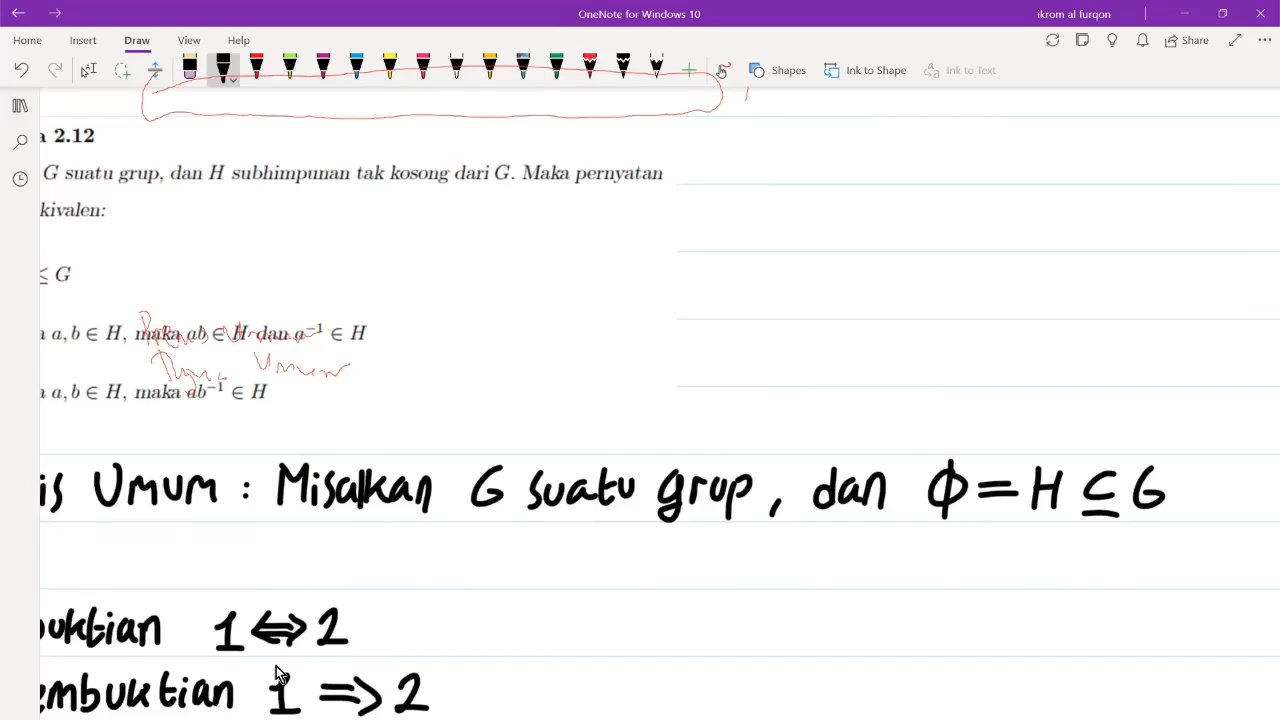 OneNote for Windows 10
ikrom al furqon
Home Insert Draw View Help
Share
Shapes
Ink to Shape
Ink to Text
a 2.12
G suatu grup, dan H subhimpunan tak kosong dari G. Maka pernyatan
kivalen:
≤ G
a a, b ∈ H, maka ab ∈ H dan a⁻¹ ∈ H
a a, b ∈ H, maka ab⁻¹ ∈ H
is Umum : Misalkan G suatu grup, dan ϕ = H ⊆ G
buktian 1 ⇔ 2
embuktian 1 ⇒ 2